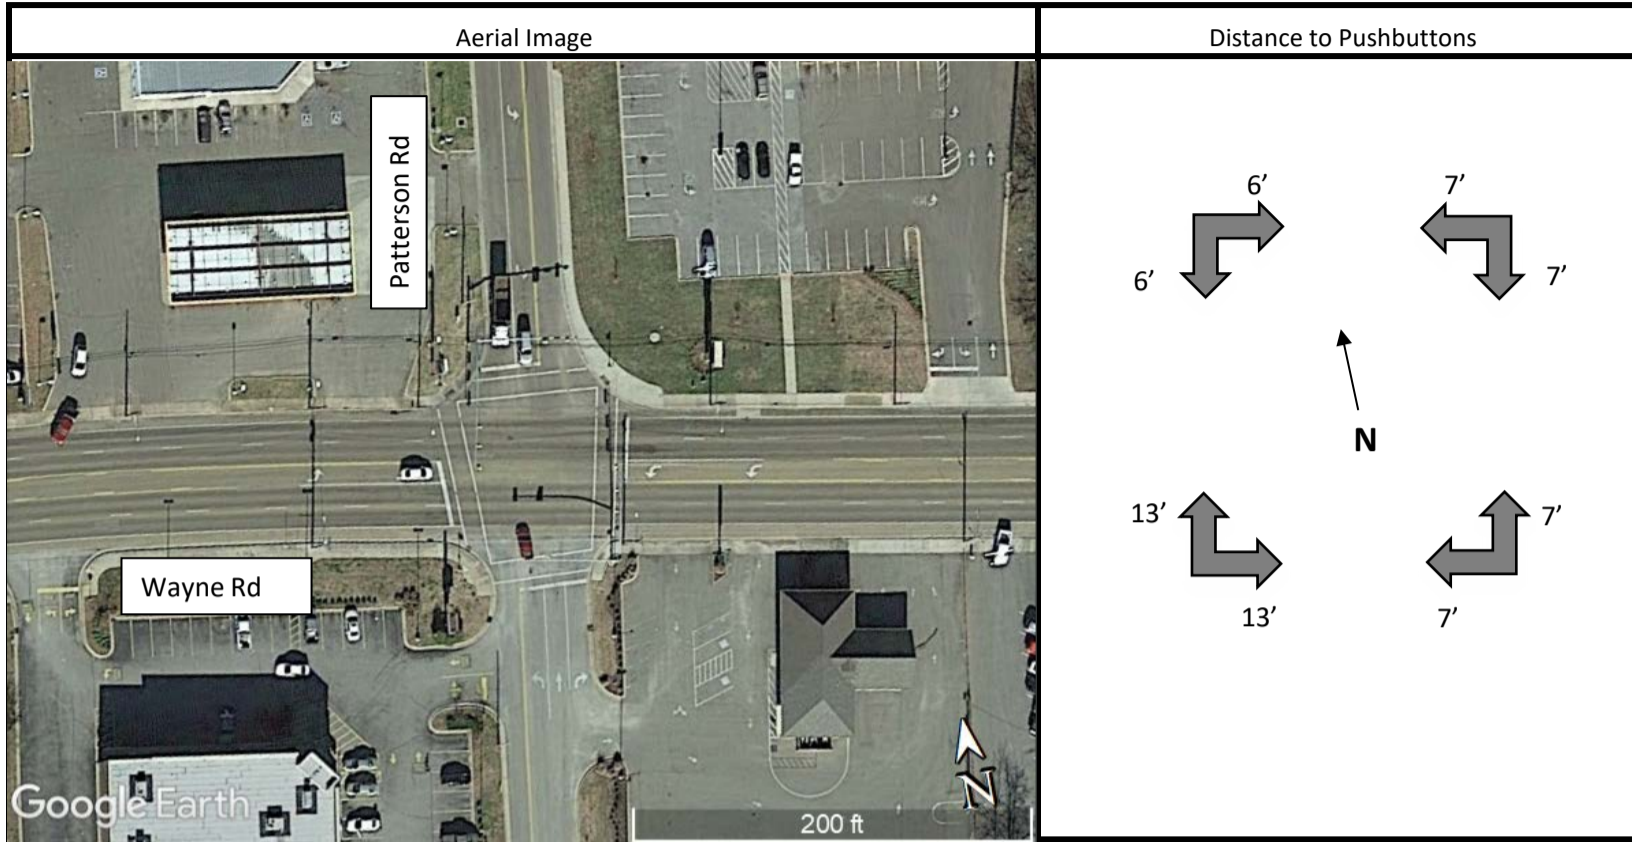 Aerial Image
Distance to Pushbuttons
Patterson Rd
Wayne Rd
Google Earth
N
200 ft
6’
7’
6’
7’
N
13’
7’
13’
7’